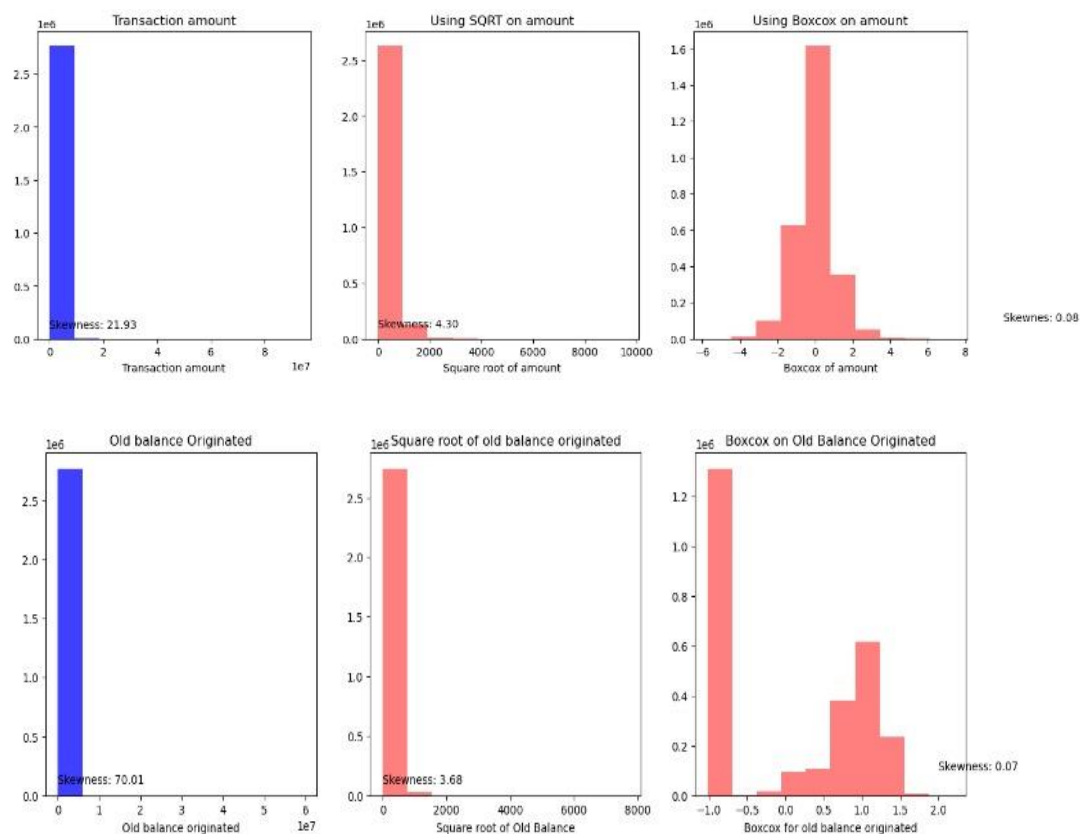 Transaction amount
1e6
2.5
2.0
1.5
1.0
0.5
0.0
Skewness: 21.93
0 2 4 6 8
1e7
Transaction amount
Using SQRT on amount
1e6
2.5
2.0
1.5
1.0
0.5
0.0
Skewness: 4.30
0 2000 4000 6000 8000 10000
Square root of amount
Using Boxcox on amount
1e6
1.6
1.4
1.2
1.0
0.8
0.6
0.4
0.2
0.0
−6 −4 −2 0 2 4 6 8
Boxcox of amount
Skewnes: 0.08
Old balance Originated
1e6
2.5
2.0
1.5
1.0
0.5
0.0
Skewness: 70.01
0 1 2 3 4 5 6
1e7
Old balance originated
Square root of old balance originated
1e6
2.5
2.0
1.5
1.0
0.5
0.0
Skewness: 3.68
0 2000 4000 6000 8000
Square root of Old Balance
Boxcox on Old Balance Originated
1e6
1.2
1.0
0.8
0.6
0.4
0.2
0.0
Skewness: 0.07
−1.0 −0.5 0.0 0.5 1.0 1.5 2.0
Boxcox for old balance originated